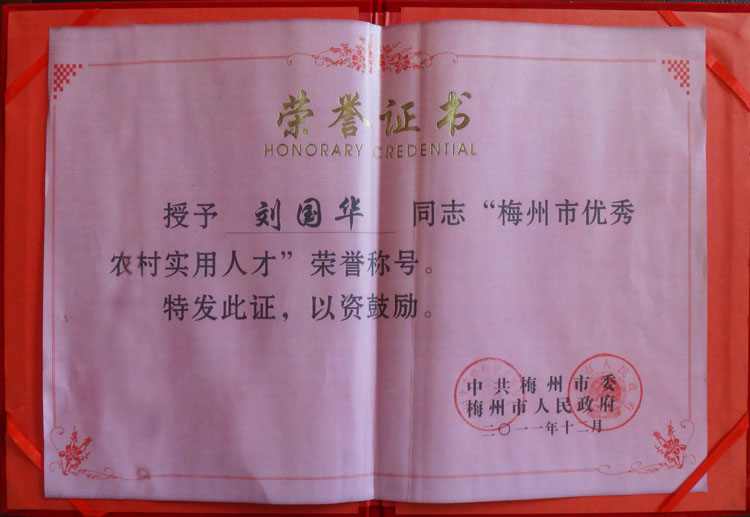 荣誉证书
HONORARY CREDENTIAL
授予 刘国华 同志“梅州市优秀
农村实用人才”荣誉称号。
特发此证，以资鼓励。
中共梅州市委
梅州市人民政府
二〇一一年十二月